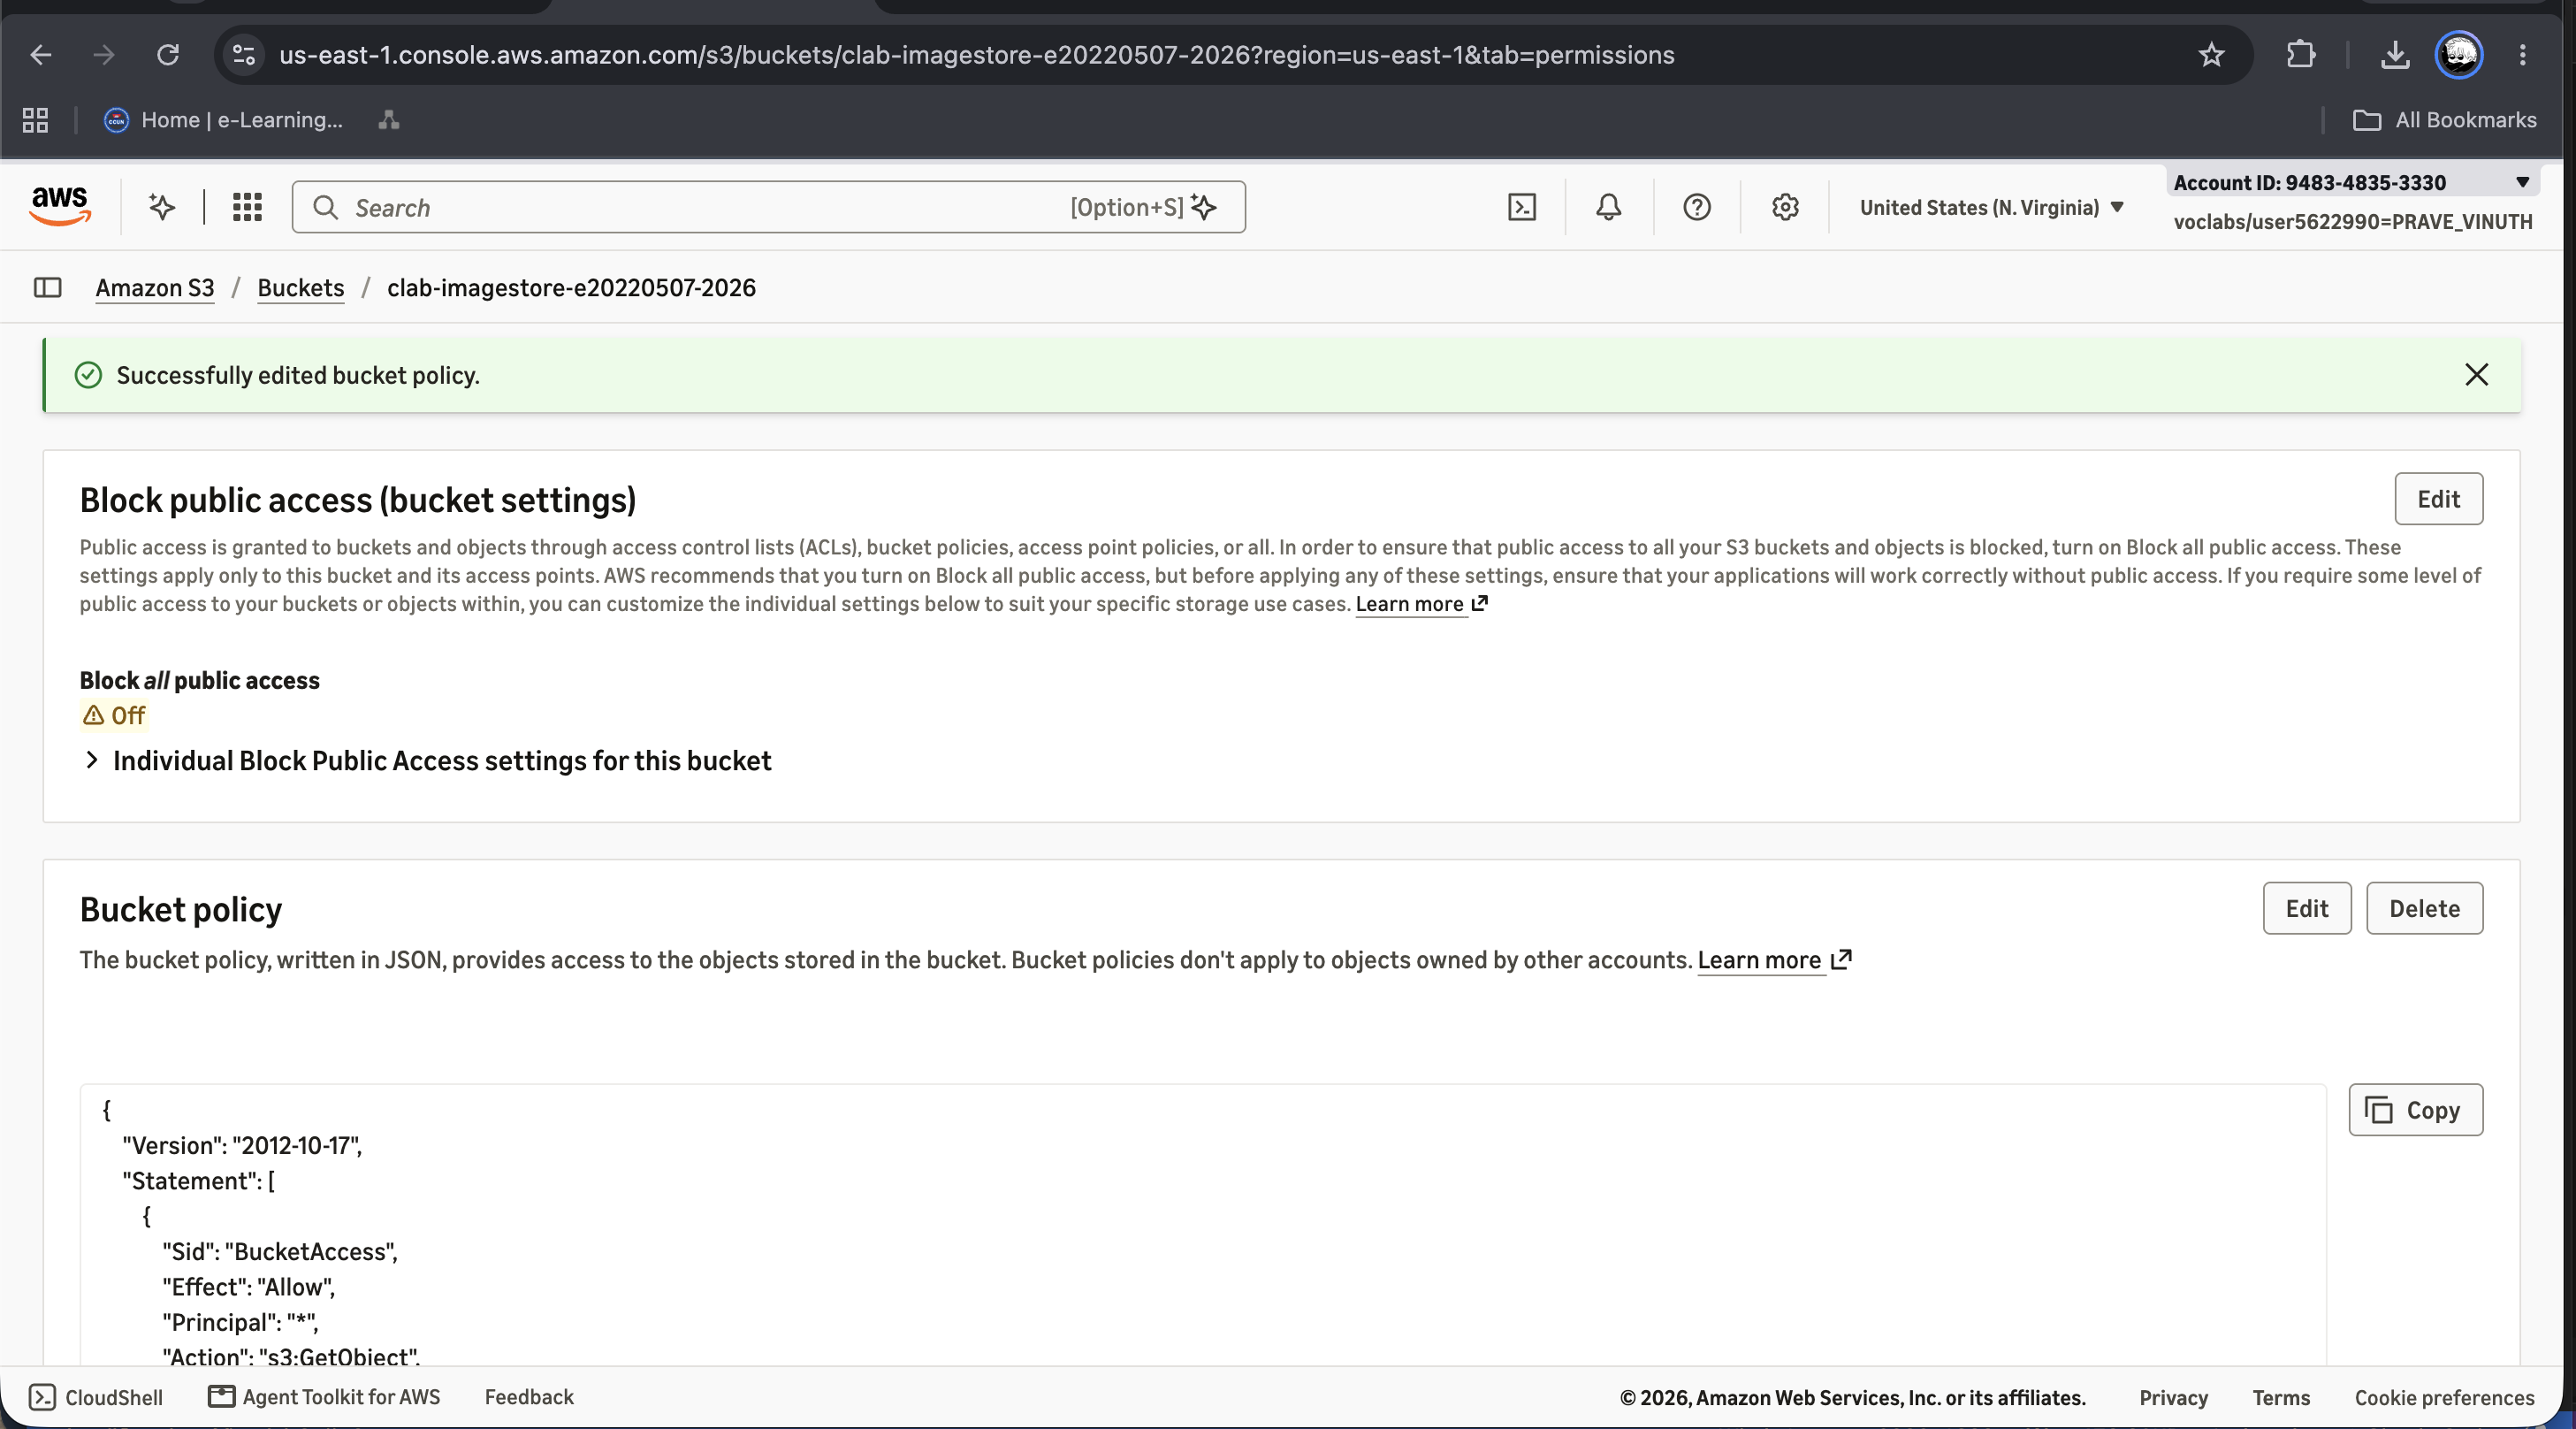 us-east-1.console.aws.amazon.com/s3/buckets/clab-imagestore-e20220507-2026?region=us-east-1&tab=permissions
Home | e-Learning...
All Bookmarks
aws
Search
[Option+S]
United States (N. Virginia)
Account ID: 9483-4835-3330
voclabs/user5622990=PRAVE_VINUTH
Amazon S3 / Buckets / clab-imagestore-e20220507-2026
Successfully edited bucket policy.
Block public access (bucket settings)
Edit
Public access is granted to buckets and objects through access control lists (ACLs), bucket policies, access point policies, or all. In order to ensure that public access to all your S3 buckets and objects is blocked, turn on Block all public access. These
settings apply only to this bucket and its access points. AWS recommends that you turn on Block all public access, but before applying any of these settings, ensure that your applications will work correctly without public access. If you require some level of
public access to your buckets or objects within, you can customize the individual settings below to suit your specific storage use cases. Learn more
Block all public access
Off
Individual Block Public Access settings for this bucket
Bucket policy
Edit
Delete
The bucket policy, written in JSON, provides access to the objects stored in the bucket. Bucket policies don't apply to objects owned by other accounts. Learn more
Copy
{
"Version": "2012-10-17",
"Statement": [
{
"Sid": "BucketAccess",
"Effect": "Allow",
"Principal": "*",
"Action": "s3:GetObject",
CloudShell
Agent Toolkit for AWS
Feedback
© 2026, Amazon Web Services, Inc. or its affiliates.
Privacy
Terms
Cookie preferences